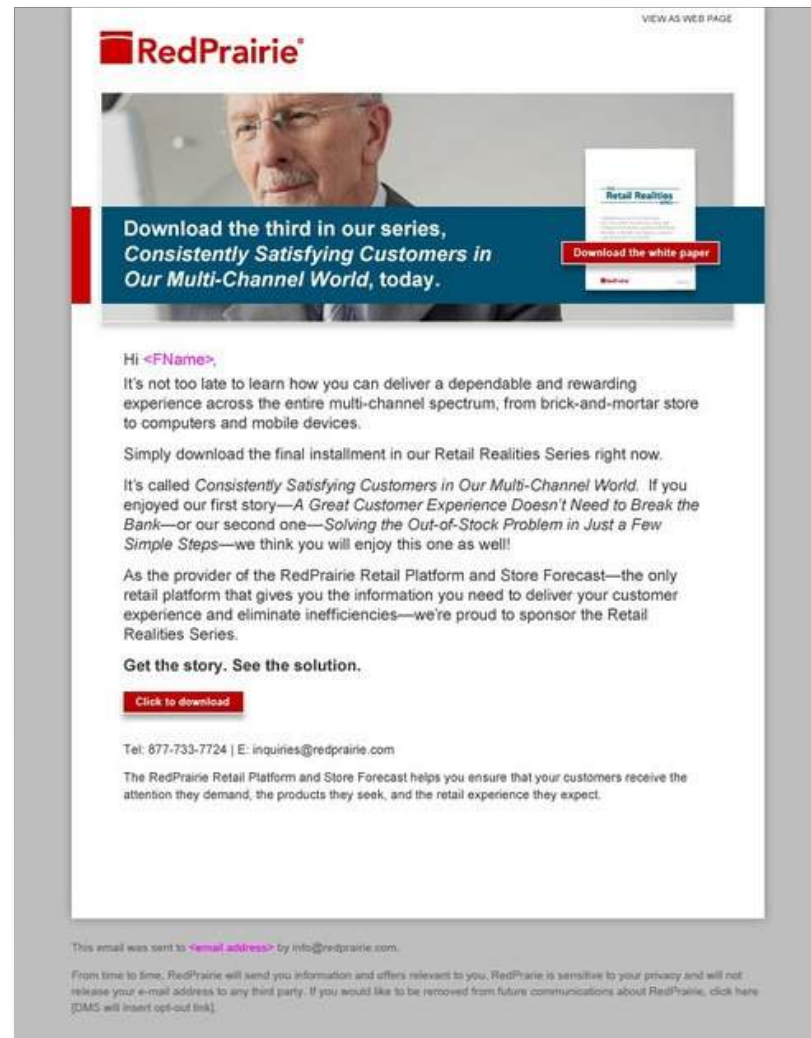 VIEW AS WEB PAGE
RedPrairie®
Retail Realities
Download the third in our series,
Consistently Satisfying Customers in
Our Multi-Channel World, today.
Download the white paper
RedPrairie
Hi <FName>,
It's not too late to learn how you can deliver a dependable and rewarding
experience across the entire multi-channel spectrum, from brick-and-mortar store
to computers and mobile devices.
Simply download the final installment in our Retail Realities Series right now.
It's called Consistently Satisfying Customers in Our Multi-Channel World. If you
enjoyed our first story—A Great Customer Experience Doesn't Need to Break the
Bank—or our second one—Solving the Out-of-Stock Problem in Just a Few
Simple Steps—we think you will enjoy this one as well!
As the provider of the RedPrairie Retail Platform and Store Forecast—the only
retail platform that gives you the information you need to deliver your customer
experience and eliminate inefficiencies—we're proud to sponsor the Retail
Realities Series.
Get the story. See the solution.
Click to download
Tel: 877-733-7724 | E: inquiries@redprairie.com
The RedPrairie Retail Platform and Store Forecast helps you ensure that your customers receive the
attention they demand, the products they seek, and the retail experience they expect.
This email was sent to <email address> by info@redprairie.com.
From time to time, RedPrairie will send you information and offers relevant to you. RedPrarie is sensitive to your privacy and will not
release your e-mail address to any third party. If you would like to be removed from future communications about RedPrairie, click here
[DMS will insert opt-out link].